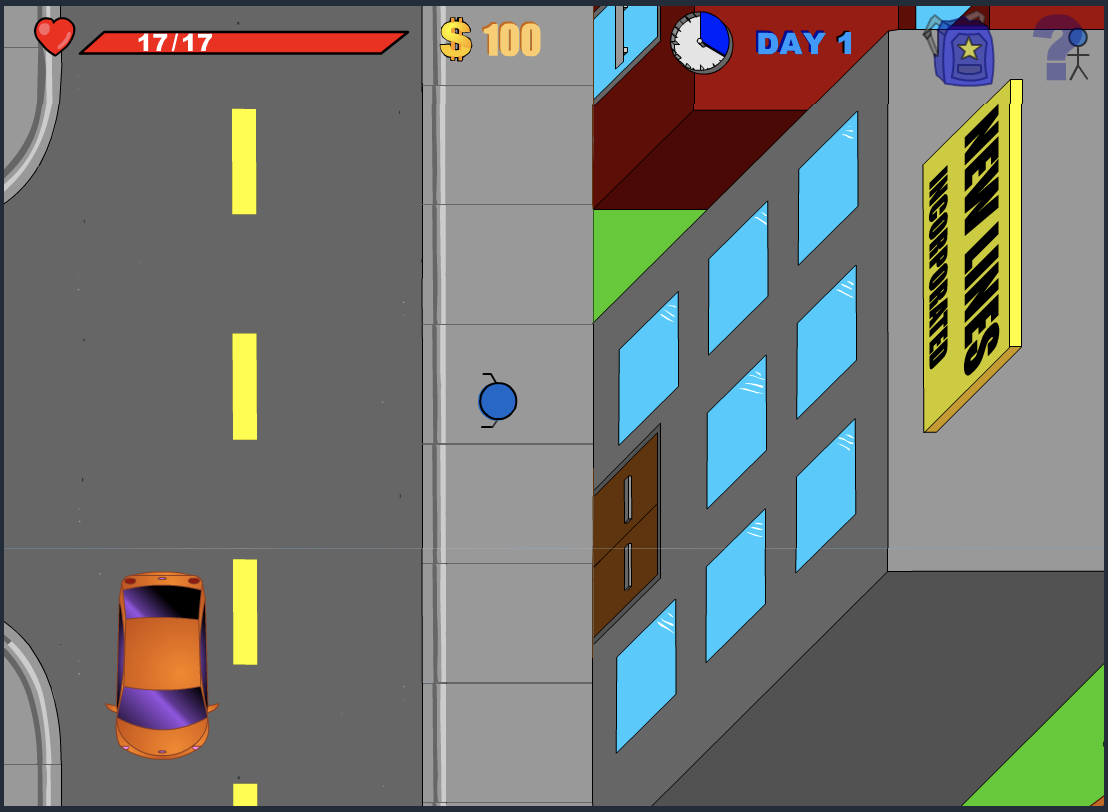 17/17
$ 100
DAY 1
?
NEW LINES
INCORPORATED